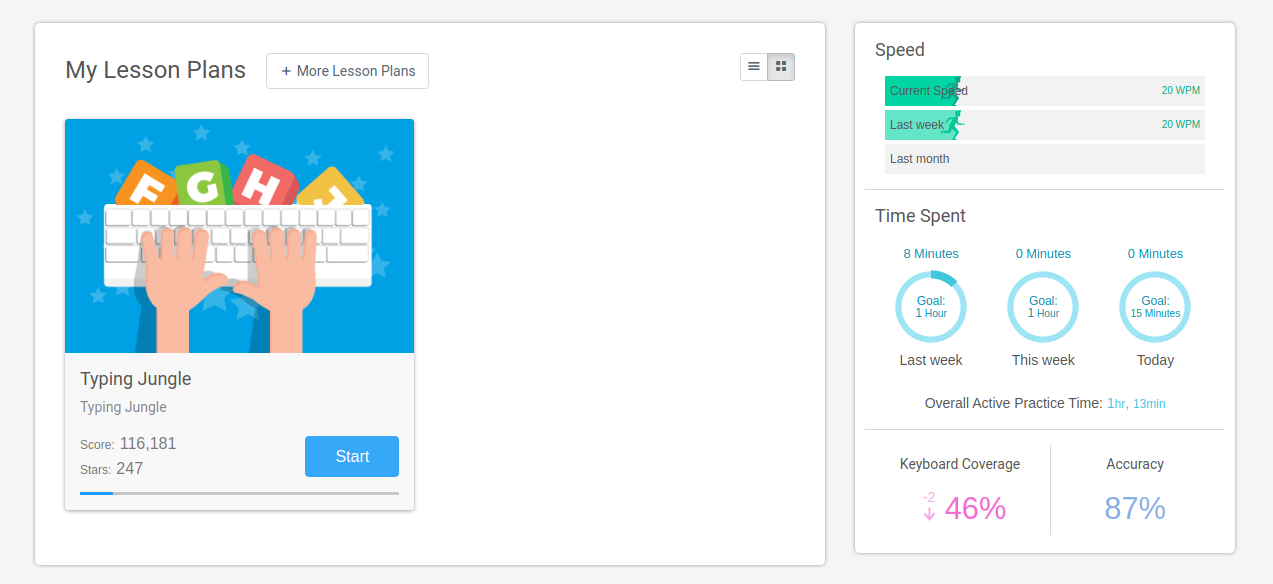 My Lesson Plans
+ More Lesson Plans
F G H J
Typing Jungle
Typing Jungle
Score: 116,181
Stars: 247
Start
Speed
Current Speed 20 WPM
Last week 20 WPM
Last month
Time Spent
8 Minutes 0 Minutes 0 Minutes
Goal: Goal: Goal:
1 Hour 1 Hour 15 Minutes
Last week This week Today
Overall Active Practice Time: 1hr, 13min
Keyboard Coverage Accuracy
-2
46% 87%